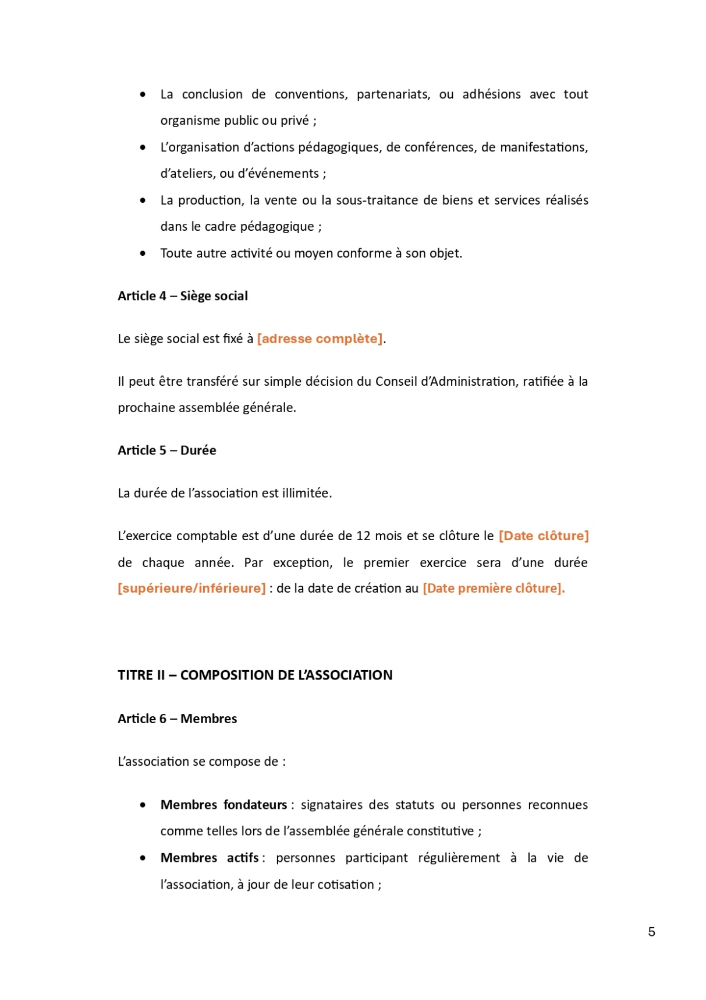 • La conclusion de conventions, partenariats, ou adhésions avec tout
organisme public ou privé ;
• L’organisation d’actions pédagogiques, de conférences, de manifestations,
d’ateliers, ou d’événements ;
• La production, la vente ou la sous-traitance de biens et services réalisés
dans le cadre pédagogique ;
• Toute autre activité ou moyen conforme à son objet.
Article 4 – Siège social
Le siège social est fixé à [adresse complète].
Il peut être transféré sur simple décision du Conseil d’Administration, ratifiée à la
prochaine assemblée générale.
Article 5 – Durée
La durée de l’association est illimitée.
L’exercice comptable est d’une durée de 12 mois et se clôture le [Date clôture]
de chaque année. Par exception, le premier exercice sera d’une durée
[supérieure/inférieure] : de la date de création au [Date première clôture].
TITRE II – COMPOSITION DE L’ASSOCIATION
Article 6 – Membres
L’association se compose de :
• Membres fondateurs : signataires des statuts ou personnes reconnues
comme telles lors de l’assemblée générale constitutive ;
• Membres actifs : personnes participant régulièrement à la vie de
l’association, à jour de leur cotisation ;
5